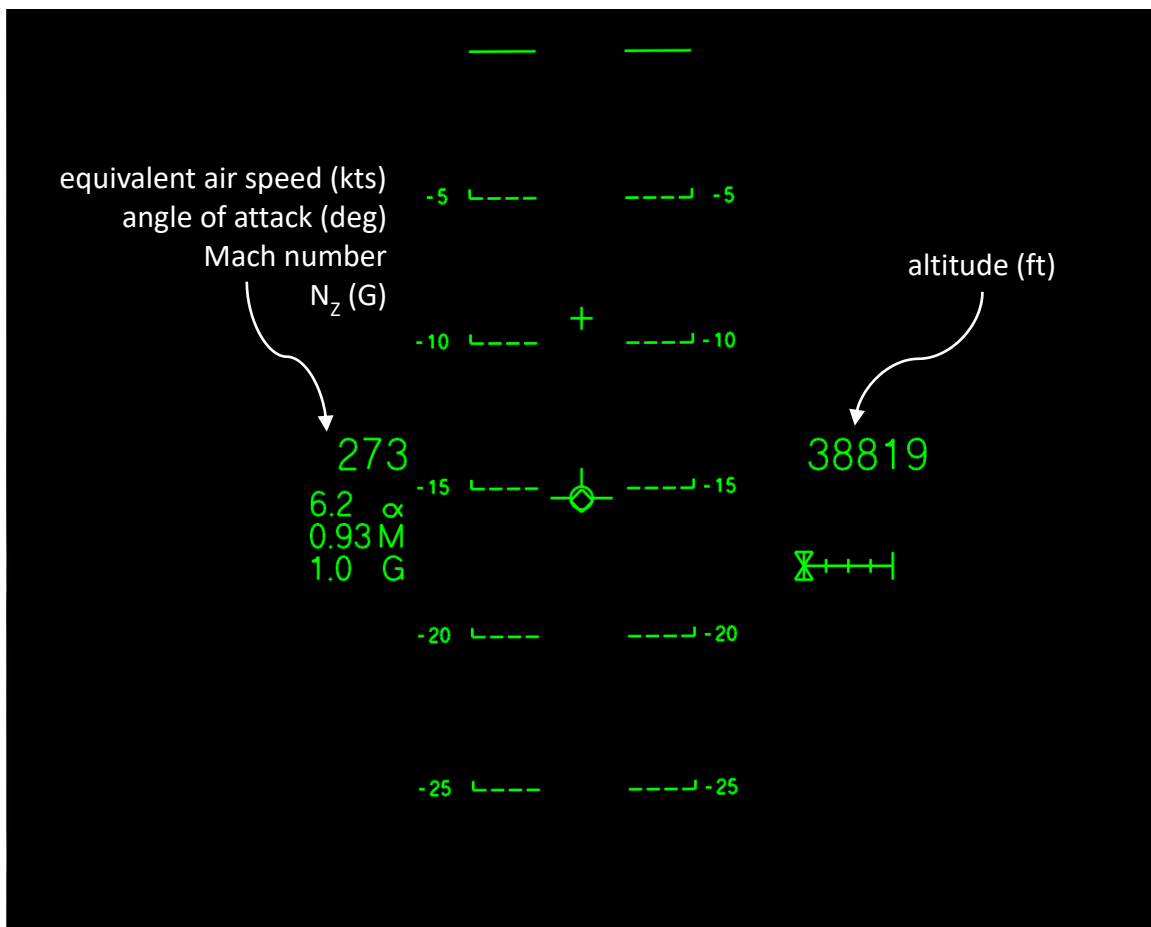 equivalent air speed (kts)
angle of attack (deg)
Mach number
N_Z (G)
altitude (ft)
-5 -5
-10 -10
273
38819
-15 -15
6.2 α
0.93 M
1.0 G
-20 -20
-25 -25